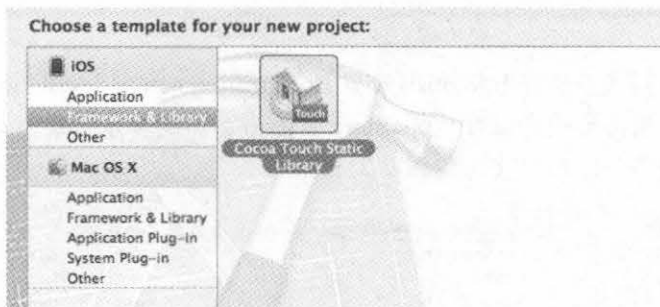 Choose a template for your new project:
iOS
Application
Framework & Library
Other
Mac OS X
Application
Framework & Library
Application Plug-in
System Plug-in
Other
Touch
Cocoa Touch Static
Library